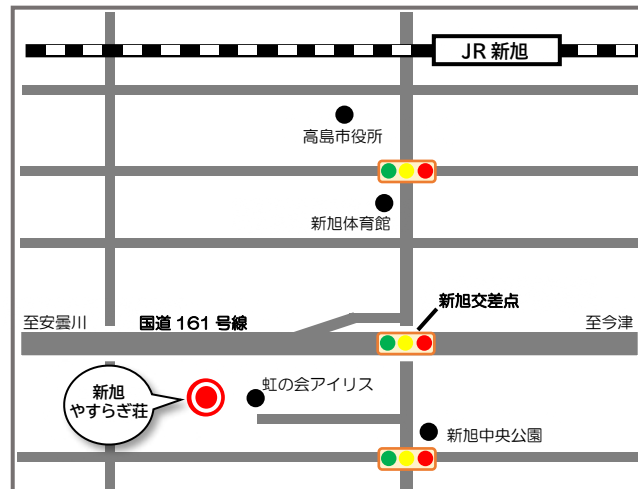 JR 新旭
高島市役所
新旭体育館
新旭交差点
至安曇川
国道 161 号線
至今津
新旭
やすらぎ荘
虹の会アイリス
新旭中央公園